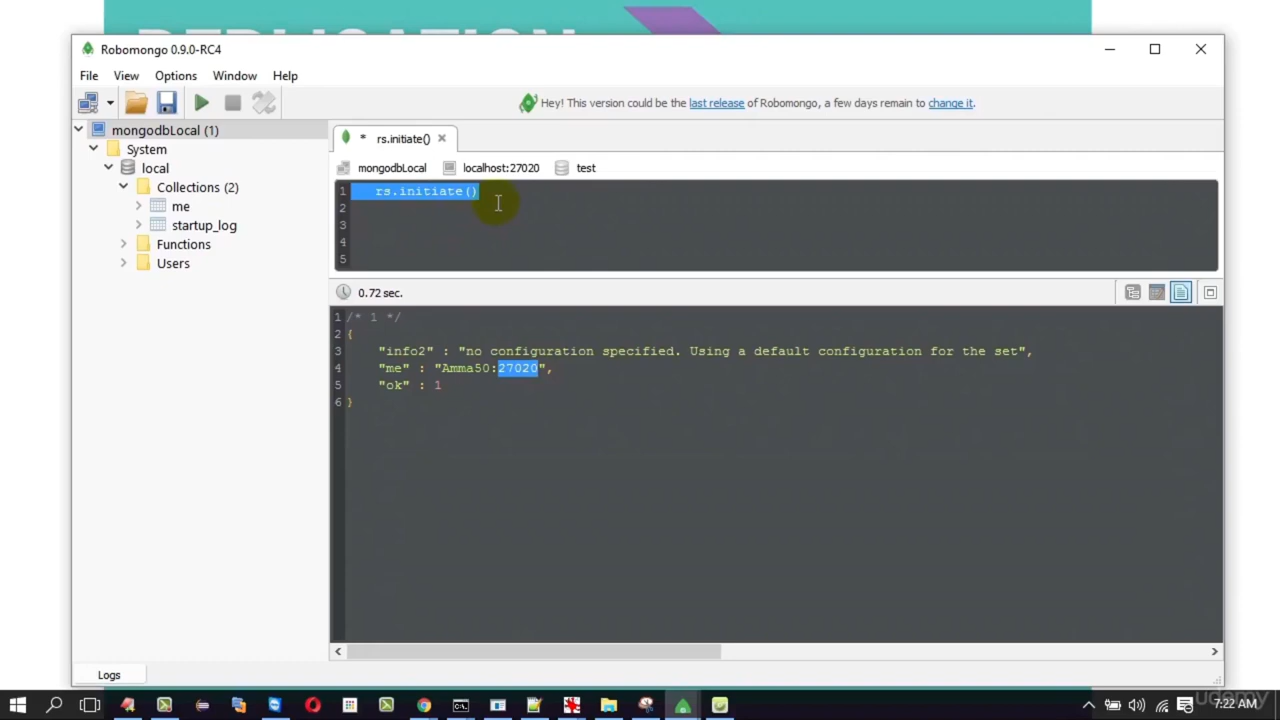 REPLICATION
Robomongo 0.9.0-RC4
File View Options Window Help
Hey! This version could be the last release of Robomongo, a few days remain to change it.
mongodbLocal (1)
System
local
Collections (2)
me
startup_log
Functions
Users
* rs.initiate()
mongodbLocal localhost:27020 test
1 rs.initiate()
2
3
4
5
0.72 sec.
1 /* 1 */
2 {
3 "info2" : "no configuration specified. Using a default configuration for the set",
4 "me" : "Amma50:27020",
5 "ok" : 1
6 }
Logs
udemy
7:22 AM